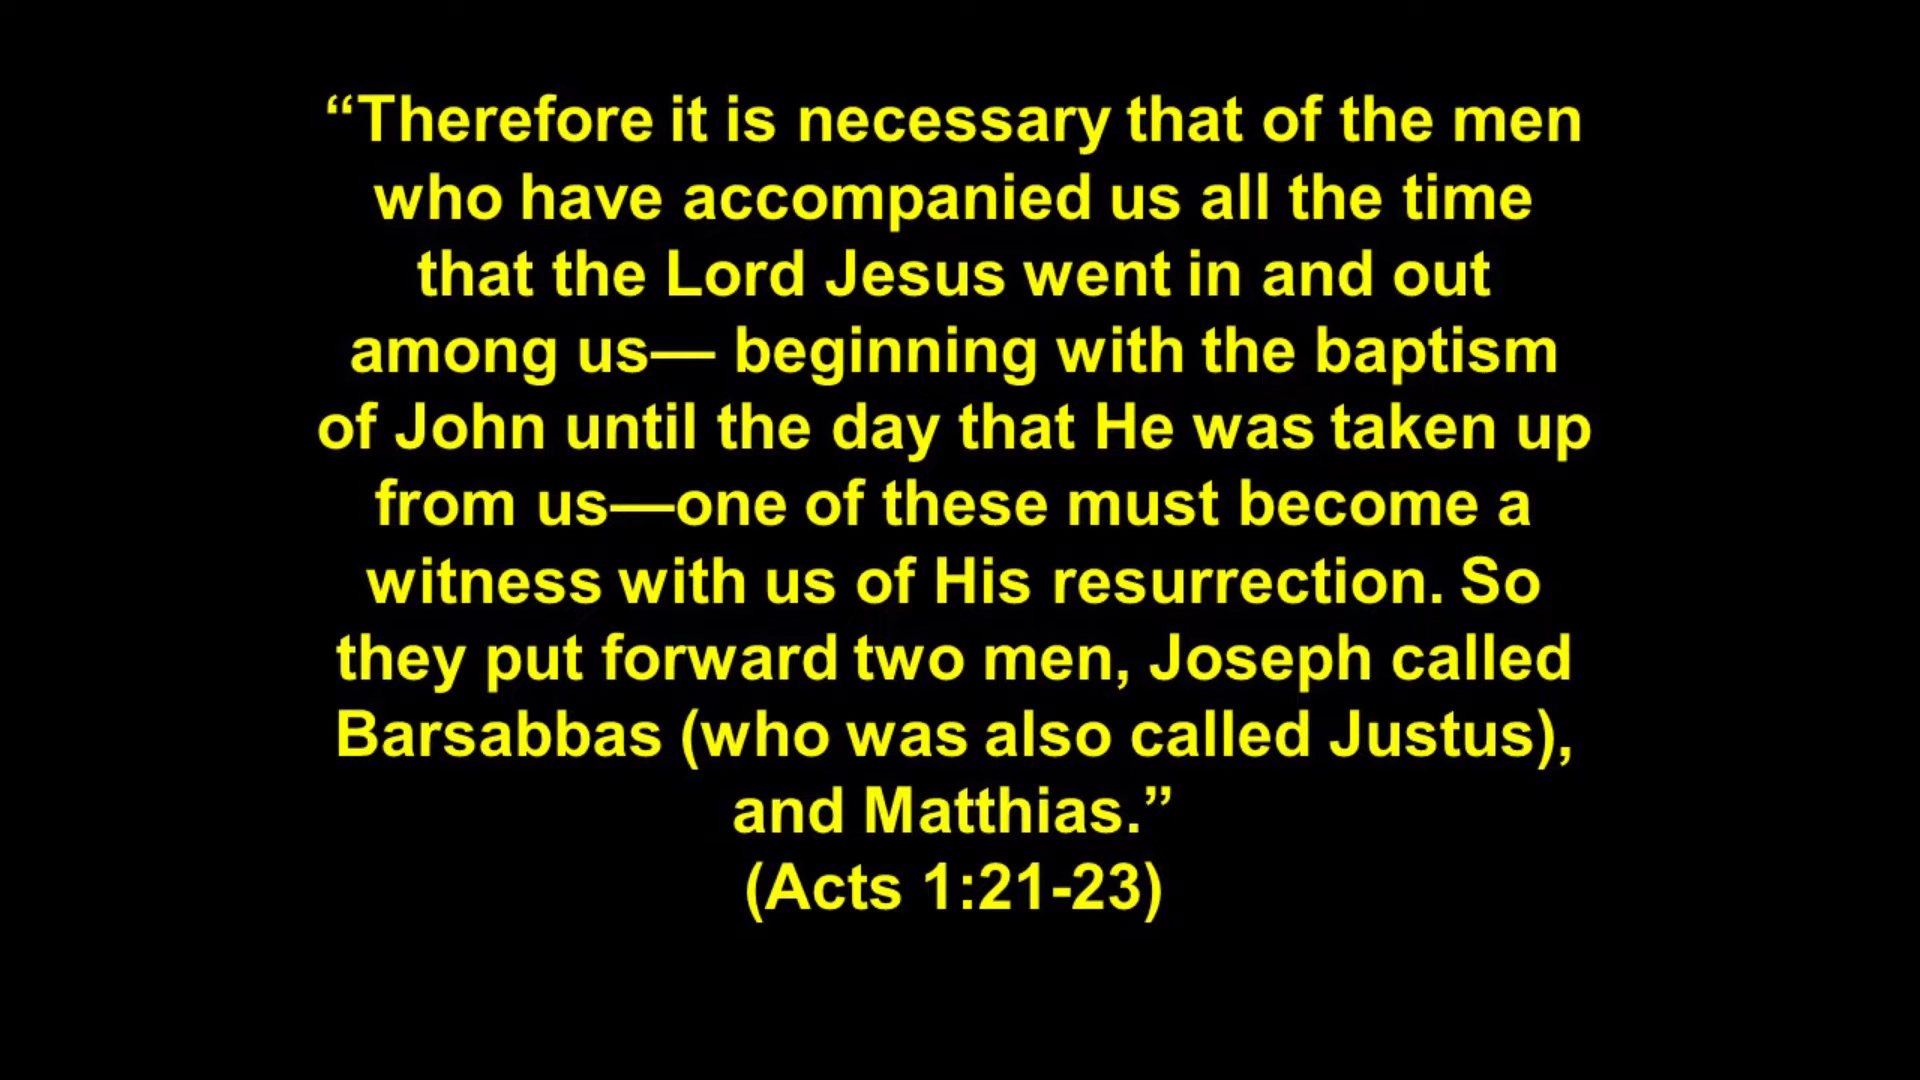 “Therefore it is necessary that of the men
who have accompanied us all the time
that the Lord Jesus went in and out
among us— beginning with the baptism
of John until the day that He was taken up
from us—one of these must become a
witness with us of His resurrection. So
they put forward two men, Joseph called
Barsabbas (who was also called Justus),
and Matthias.”
(Acts 1:21-23)